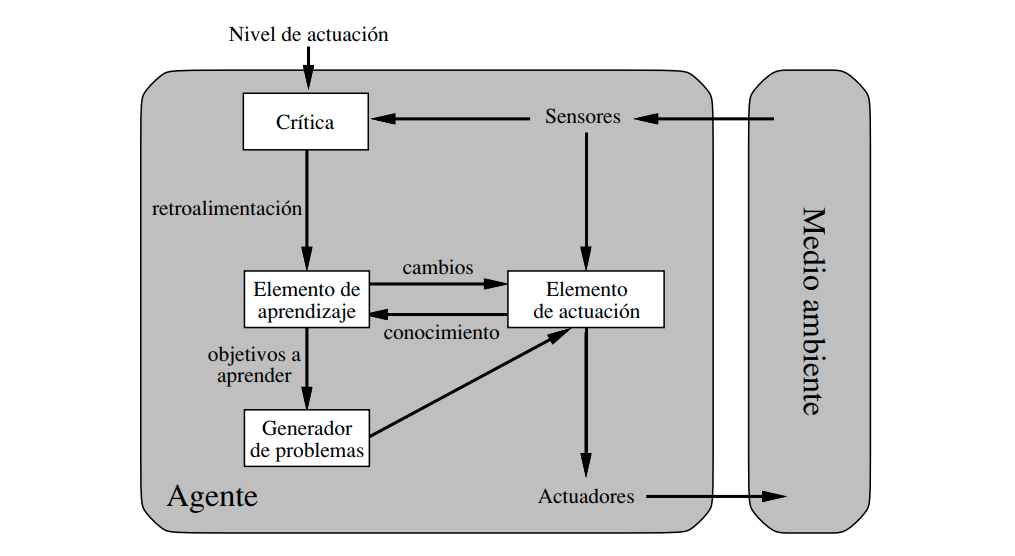 Nivel de actuación
Crítica
Sensores
retroalimentación
cambios
Elemento de
aprendizaje
Elemento
de actuación
conocimiento
objetivos a
aprender
Generador
de problemas
Agente
Actuadores
Medio ambiente